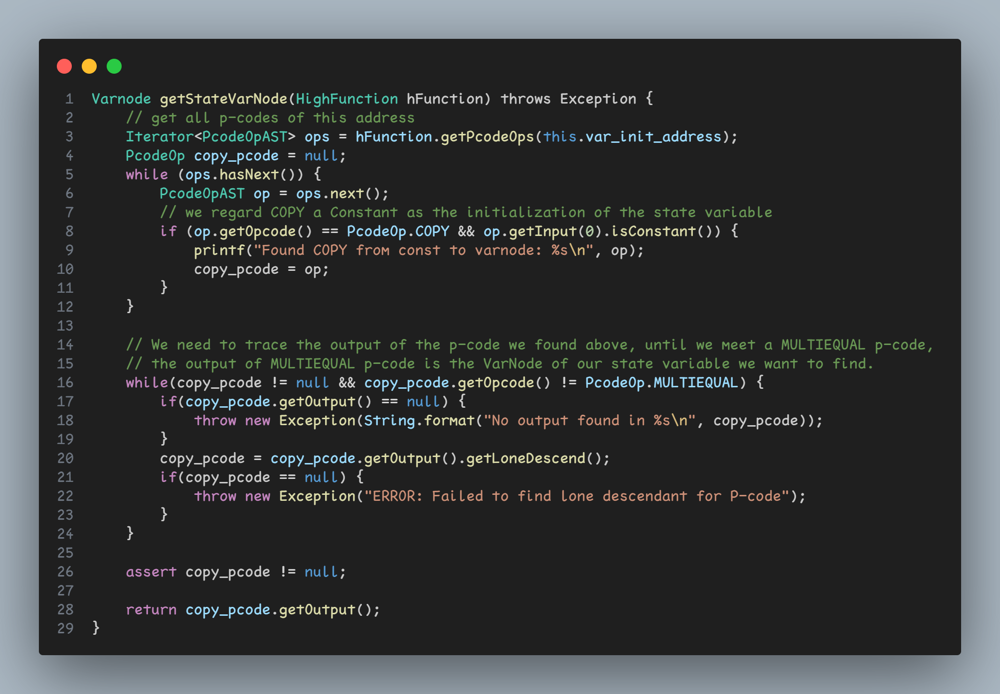 1 Varnode getStateVarNode(HighFunction hFunction) throws Exception {
2     // get all p-codes of this address
3     Iterator<PcodeOpAST> ops = hFunction.getPcodeOps(this.var_init_address);
4     PcodeOp copy_pcode = null;
5     while (ops.hasNext()) {
6         PcodeOpAST op = ops.next();
7         // we regard COPY a Constant as the initialization of the state variable
8         if (op.getOpcode() == PcodeOp.COPY && op.getInput(0).isConstant()) {
9             printf("Found COPY from const to varnode: %s\n", op);
10             copy_pcode = op;
11         }
12     }
13
14     // We need to trace the output of the p-code we found above, until we meet a MULTIEQUAL p-code,
15     // the output of MULTIEQUAL p-code is the VarNode of our state variable we want to find.
16     while(copy_pcode != null && copy_pcode.getOpcode() != PcodeOp.MULTIEQUAL) {
17         if(copy_pcode.getOutput() == null) {
18             throw new Exception(String.format("No output found in %s\n", copy_pcode));
19         }
20         copy_pcode = copy_pcode.getOutput().getLoneDescend();
21         if(copy_pcode == null) {
22             throw new Exception("ERROR: Failed to find lone descendant for P-code");
23         }
24     }
25
26     assert copy_pcode != null;
27
28     return copy_pcode.getOutput();
29 }